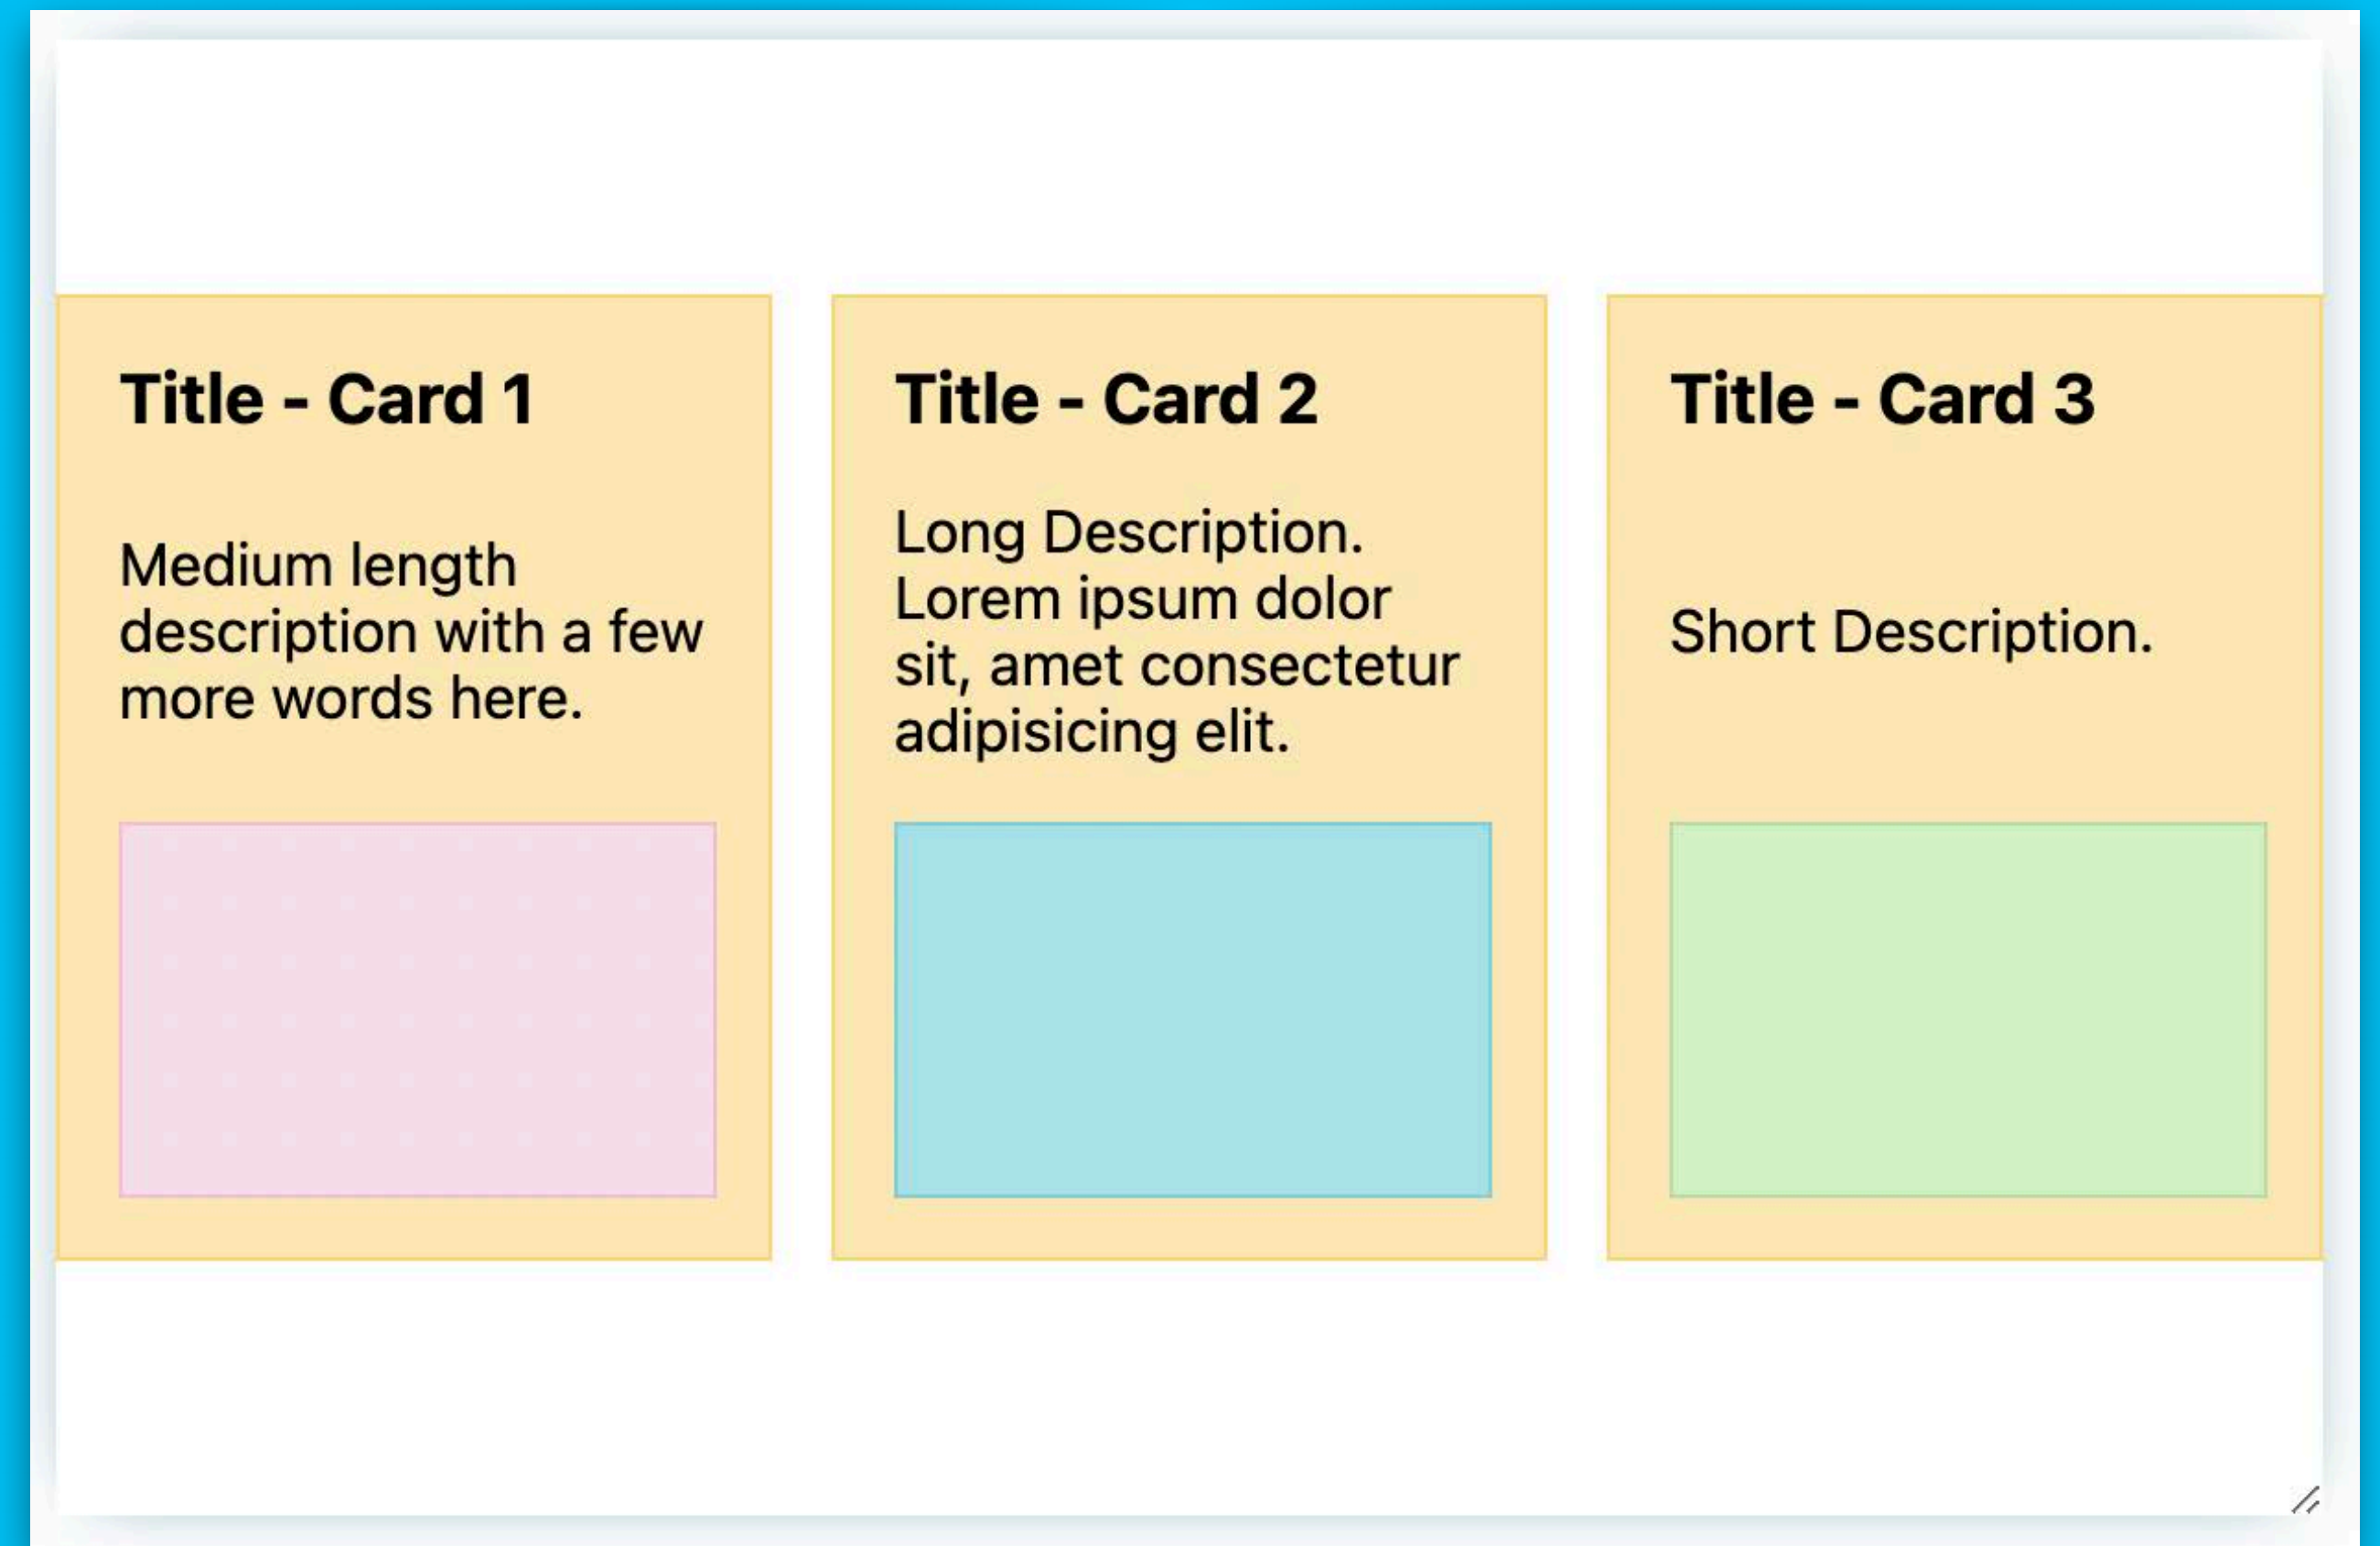 Title - Card 1
Medium length
description with a few
more words here.
Title - Card 2
Long Description.
Lorem ipsum dolor
sit, amet consectetur
adipisicing elit.
Title - Card 3
Short Description.